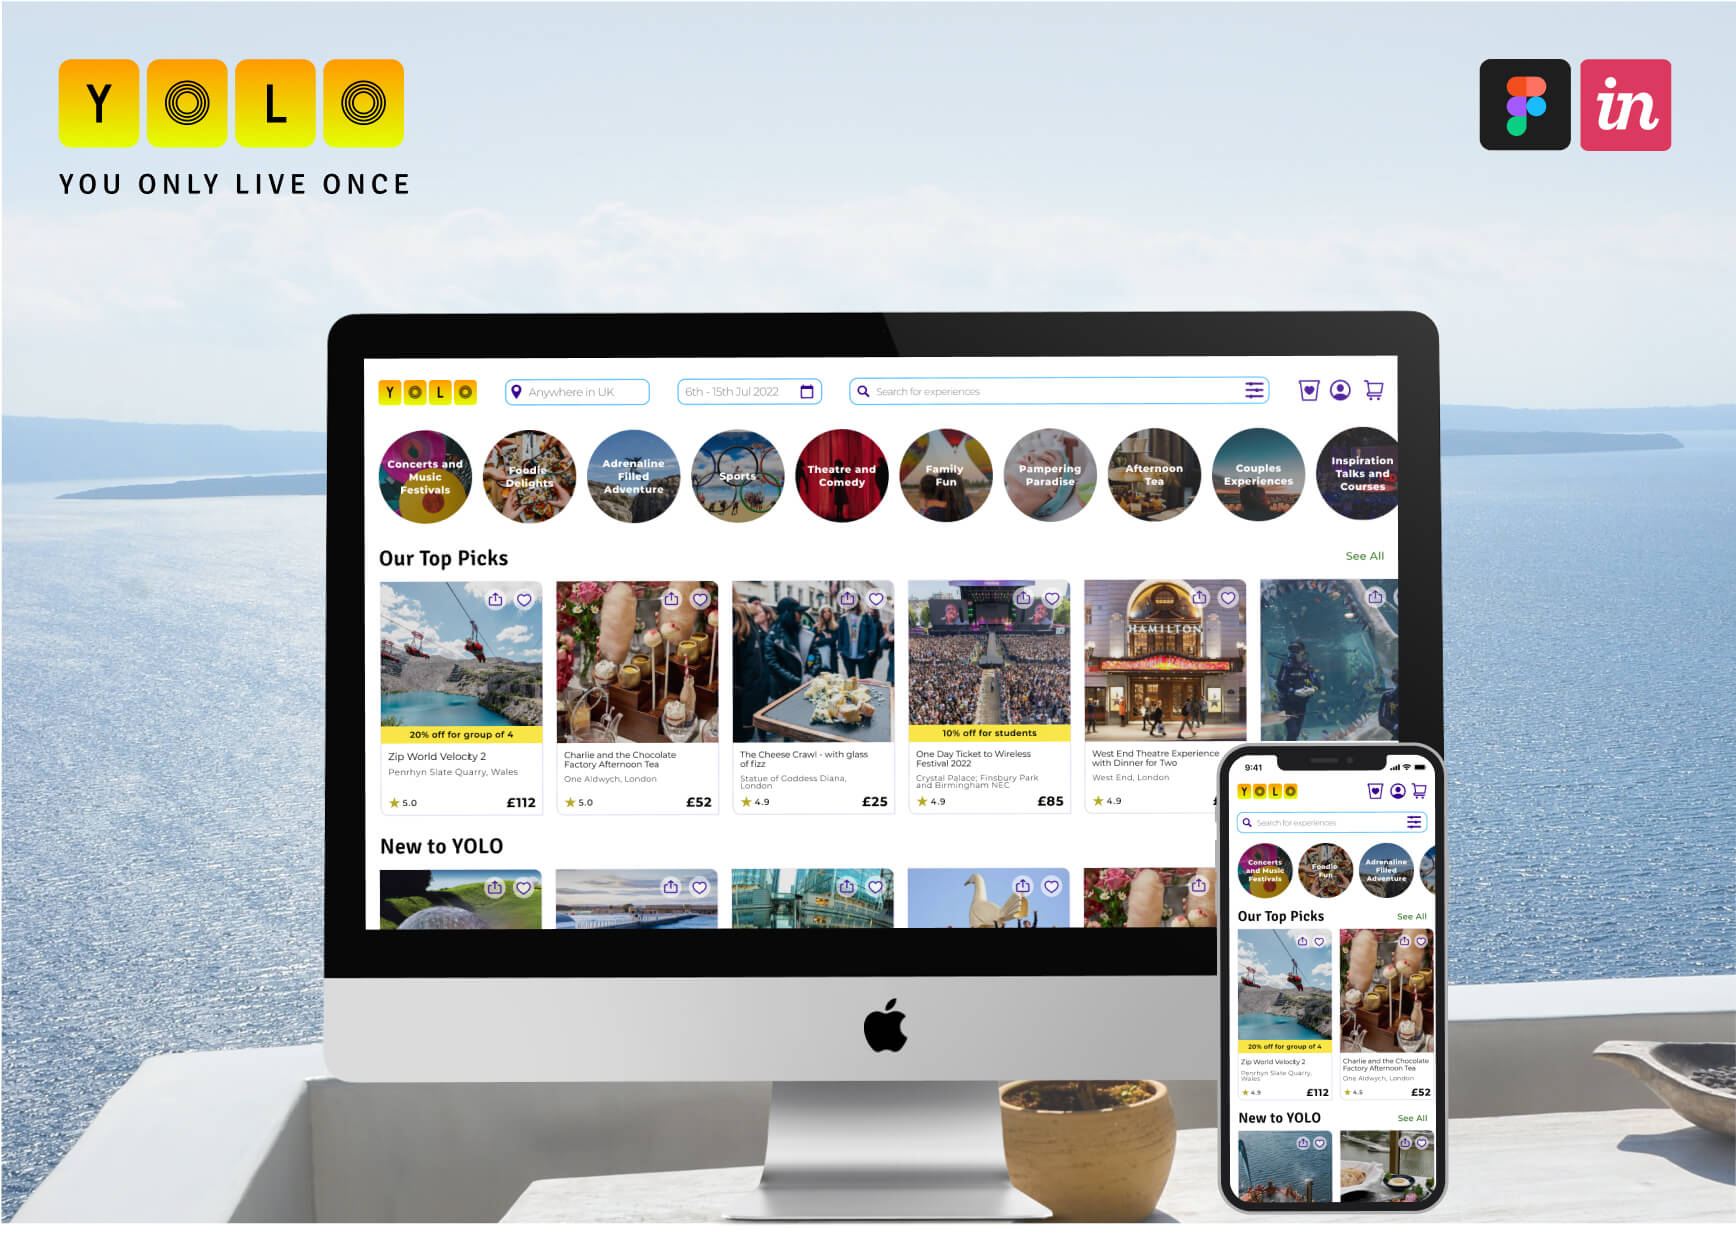 Y O L O
YOU ONLY LIVE ONCE
in
Y O L O
Anywhere in UK
6th - 15th Jul 2022
Search for experiences
Concerts and
Music
Festivals
Foodie
Delights
Adrenaline
Filled
Adventure
Sports
Theatre and
Comedy
Family
Fun
Pampering
Paradise
Afternoon
Tea
Couples
Experiences
Inspiration
Talks and
Courses
Our Top Picks
See All
20% off for group of 4
Zip World Velocity 2
Penrhyn Slate Quarry, Wales
5.0
£112
Charlie and the Chocolate
Factory Afternoon Tea
One Aldwych, London
5.0
£52
The Cheese Crawl - with glass
of fizz
Statue of Goddess Diana,
London
4.9
£25
10% off for students
One Day Ticket to Wireless
Festival 2022
Crystal Palace; Finsbury Park
and Birmingham NEC
4.9
£85
HAMILTON
West End Theatre Experience
with Dinner for Two
West End, London
4.9
£
New to YOLO
9:41
Y O L O
Search for experiences
Concerts
and Music
Festivals
Foodie
Fun
Adrenaline
Filled
Adventure
Our Top Picks
See All
20% off for group of 4
Zip World Velocity 2
Penrhyn Slate Quarry,
Wales
4.9
£112
Charlie and the Chocolate
Factory Afternoon Tea
One Aldwych, London
4.5
£52
New to YOLO
See All